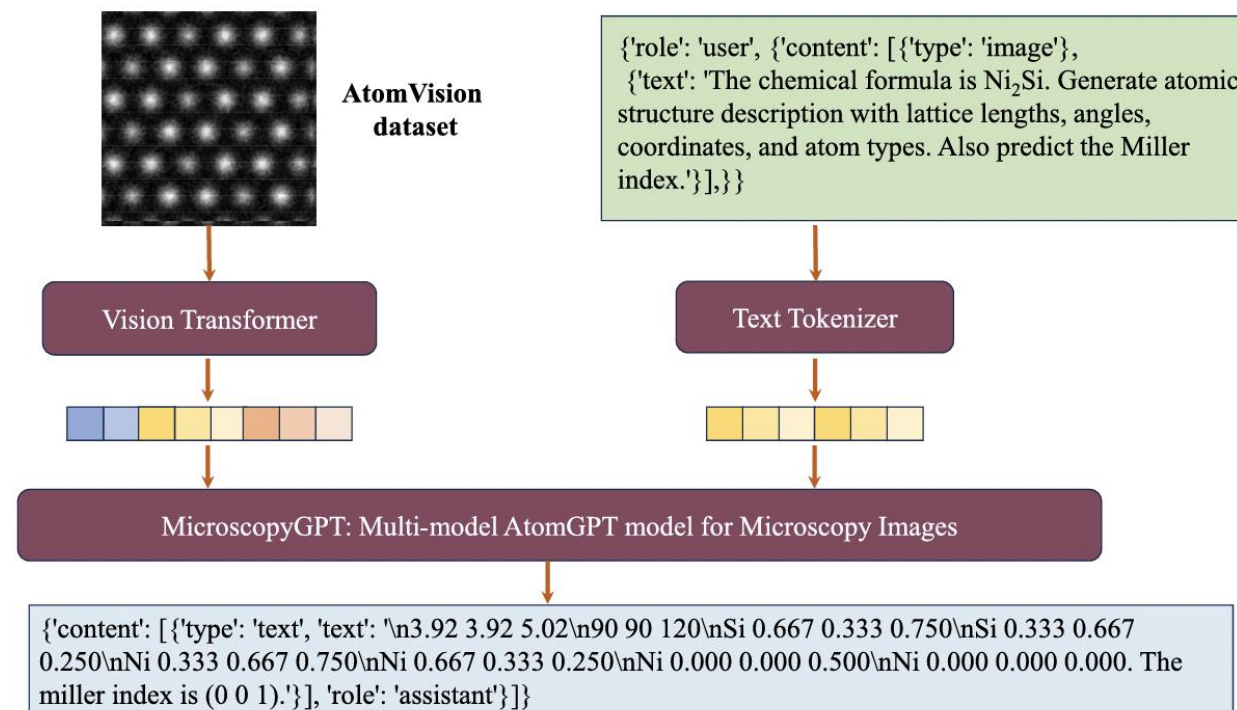 AtomVision
dataset
{'role': 'user', {'content': [{'type': 'image'},
{'text': 'The chemical formula is Ni₂Si. Generate atomic
structure description with lattice lengths, angles,
coordinates, and atom types. Also predict the Miller
index.'}],}}
Vision Transformer
Text Tokenizer
MicroscopyGPT: Multi-model AtomGPT model for Microscopy Images
{'content': [{'type': 'text', 'text': '\n3.92 3.92 5.02\n90 90 120\nSi 0.667 0.333 0.750\nSi 0.333 0.667
0.250\nNi 0.333 0.667 0.750\nNi 0.667 0.333 0.250\nNi 0.000 0.000 0.500\nNi 0.000 0.000 0.000. The
miller index is (0 0 1).'}], 'role': 'assistant'}]}